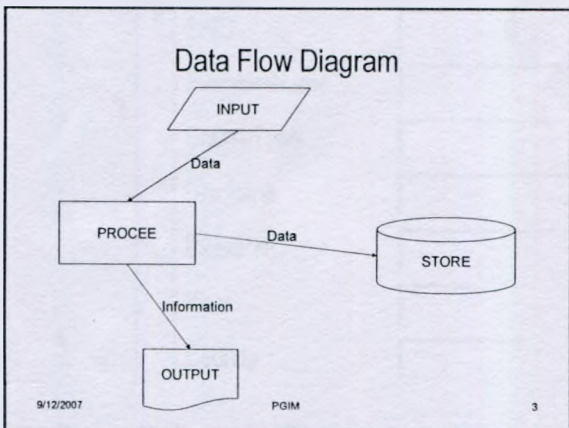 Data Flow Diagram
INPUT
Data
PROCEE
Data
STORE
Information
OUTPUT
9/12/2007 PGIM 3